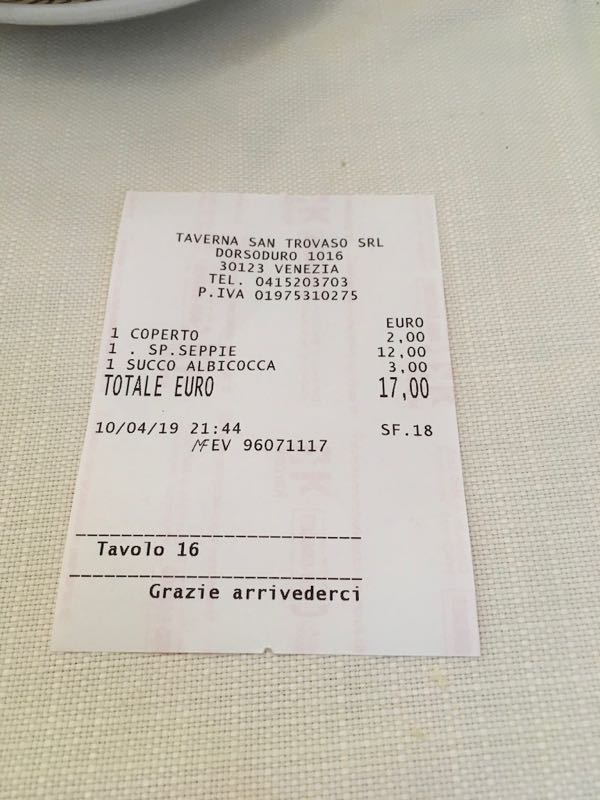 TAVERNA SAN TROVASO SRL
DORSODURO 1016
30123 VENEZIA
TEL. 0415203703
P.IVA 01975310275
EURO
1 COPERTO 2,00
1 . SP.SEPPIE 12,00
1 SUCCO ALBICOCCA 3,00
TOTALE EURO 17,00
10/04/19 21:44 SF.18
MFEV 96071117
Tavolo 16
Grazie arrivederci